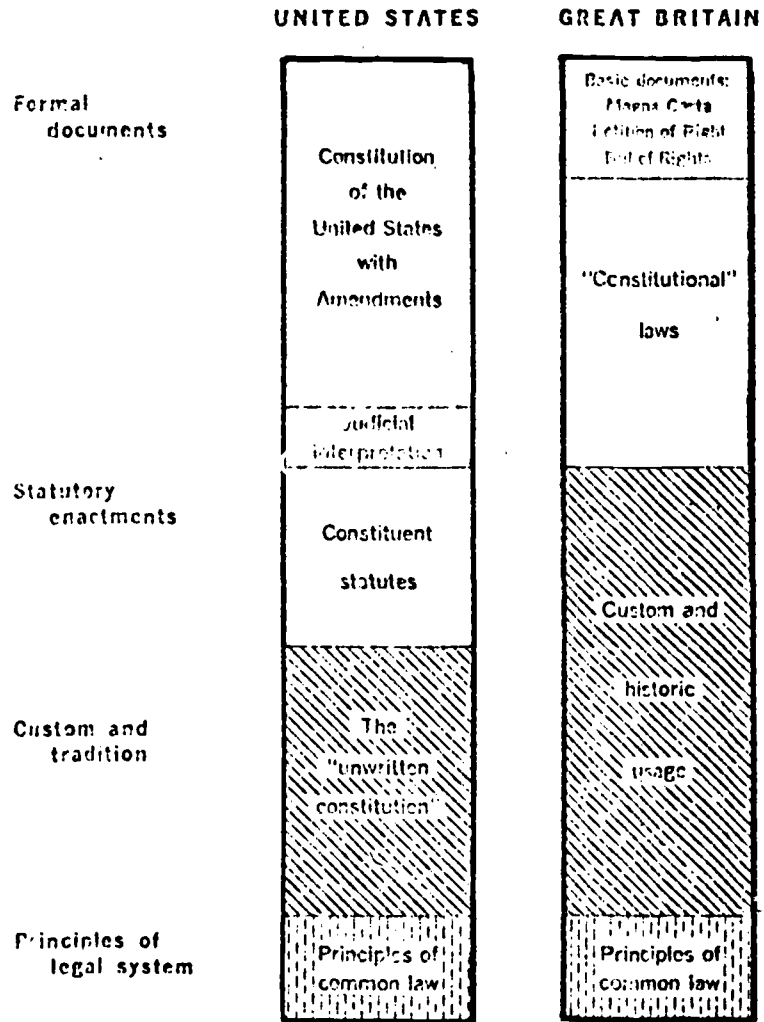 UNITED STATES
GREAT BRITAIN
Formal
documents
Constitution
of the
United States
with
Amendments
Judicial
interpretation
Constituent
statutes
The
"unwritten
constitution"
Principles of
common law
Basic documents:
Magna Carta
Petition of Right
Bill of Rights
"Constitutional"
laws
Custom and
historic
usage
Principles of
common law
Statutory
enactments
Custom and
tradition
Principles of
legal system